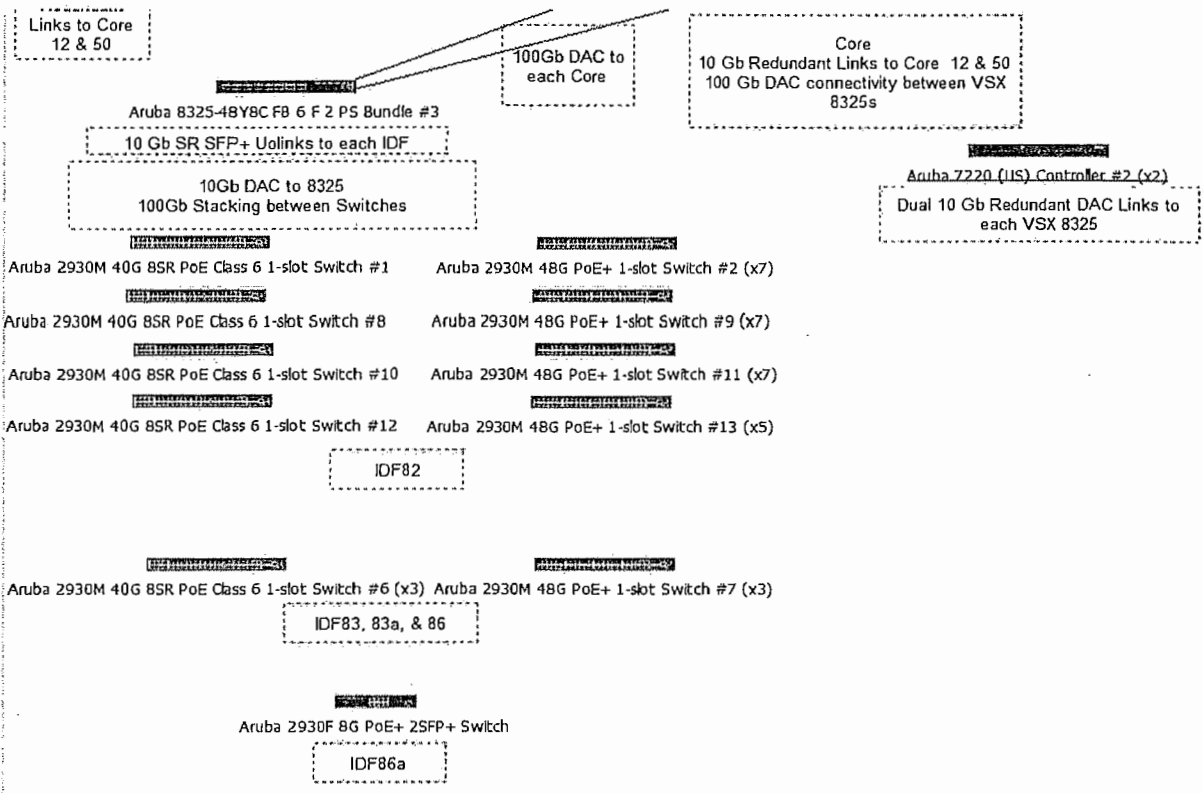 Links to Core
12 & 50
100Gb DAC to
each Core
Core
10 Gb Redundant Links to Core 12 & 50
100 Gb DAC connectivity between VSX
8325s
Aruba 8325-48Y8C FB 6 F 2 PS Bundle #3
10 Gb SR SFP+ Uolinks to each IDF
10Gb DAC to 8325
100Gb Stacking between Switches
Aruba 7220 (US) Controller #2 (x2)
Dual 10 Gb Redundant DAC Links to
each VSX 8325
Aruba 2930M 40G 8SR PoE Class 6 1-slot Switch #1
Aruba 2930M 48G PoE+ 1-slot Switch #2 (x7)
Aruba 2930M 40G 8SR PoE Class 6 1-slot Switch #8
Aruba 2930M 48G PoE+ 1-slot Switch #9 (x7)
Aruba 2930M 40G 8SR PoE Class 6 1-slot Switch #10
Aruba 2930M 48G PoE+ 1-slot Switch #11 (x7)
Aruba 2930M 40G 8SR PoE Class 6 1-slot Switch #12
Aruba 2930M 48G PoE+ 1-slot Switch #13 (x5)
IDF82
Aruba 2930M 40G 8SR PoE Class 6 1-slot Switch #6 (x3)
Aruba 2930M 48G PoE+ 1-slot Switch #7 (x3)
IDF83, 83a, & 86
Aruba 2930F 8G PoE+ 2SFP+ Switch
IDF86a